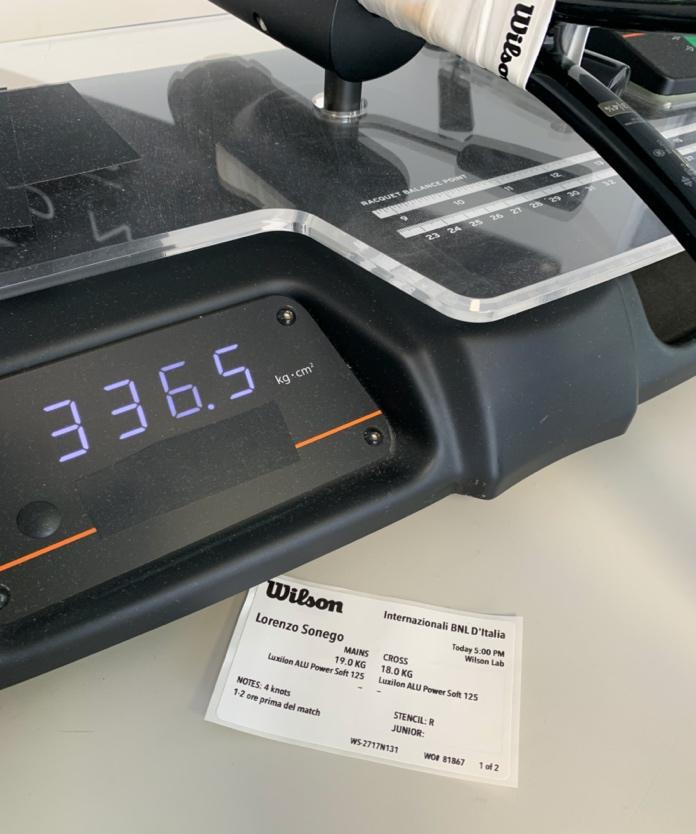 Wilson
RACQUET BALANCE POINT
9 10 11 12 13
23 24 25 26 27 28 29 30 31 32
336.5 kg·cm²
Wilson
Internazionali BNL D'Italia
Lorenzo Sonego
Today 5:00 PM
Wilson Lab
MAINS
19.0 KG
Luxilon ALU Power Soft 125
–
CROSS
18.0 KG
Luxilon ALU Power Soft 125
–
NOTES: 4 knots
1-2 ore prima del match
STENCIL: R
JUNIOR:
WS-2717N131
WO# 81867 1 of 2